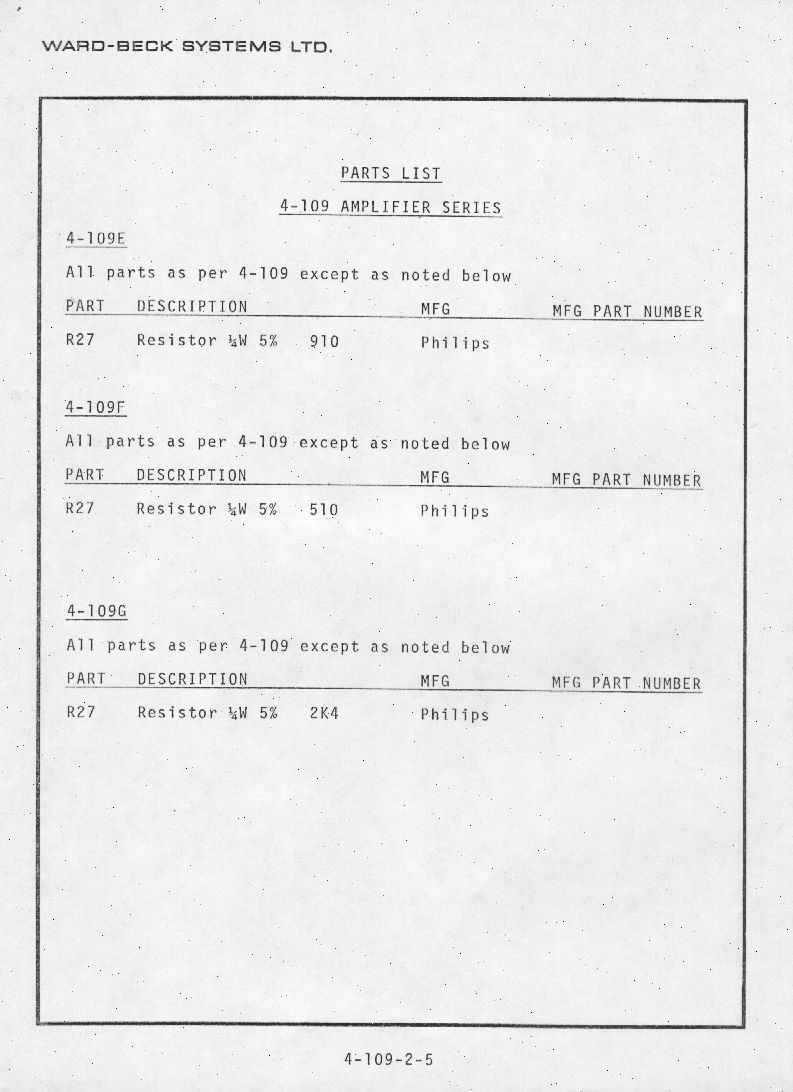 WARD-BECK SYSTEMS LTD.
PARTS LIST
4-109 AMPLIFIER SERIES
4-109E
All parts as per 4-109 except as noted below
PART DESCRIPTION MFG MFG PART NUMBER
R27 Resistor ¼W 5% 910 Philips
4-109F
All parts as per 4-109 except as noted below
PART DESCRIPTION MFG MFG PART NUMBER
R27 Resistor ¼W 5% 510 Philips
4-109G
All parts as per 4-109 except as noted below
PART DESCRIPTION MFG MFG PART NUMBER
R27 Resistor ¼W 5% 2K4 Philips
4-109-2-5